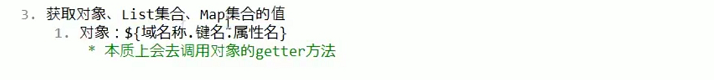 3. 获取对象、List集合、Map集合的值
1. 对象：${域名称.键名.属性名}
* 本质上会去调用对象的getter方法